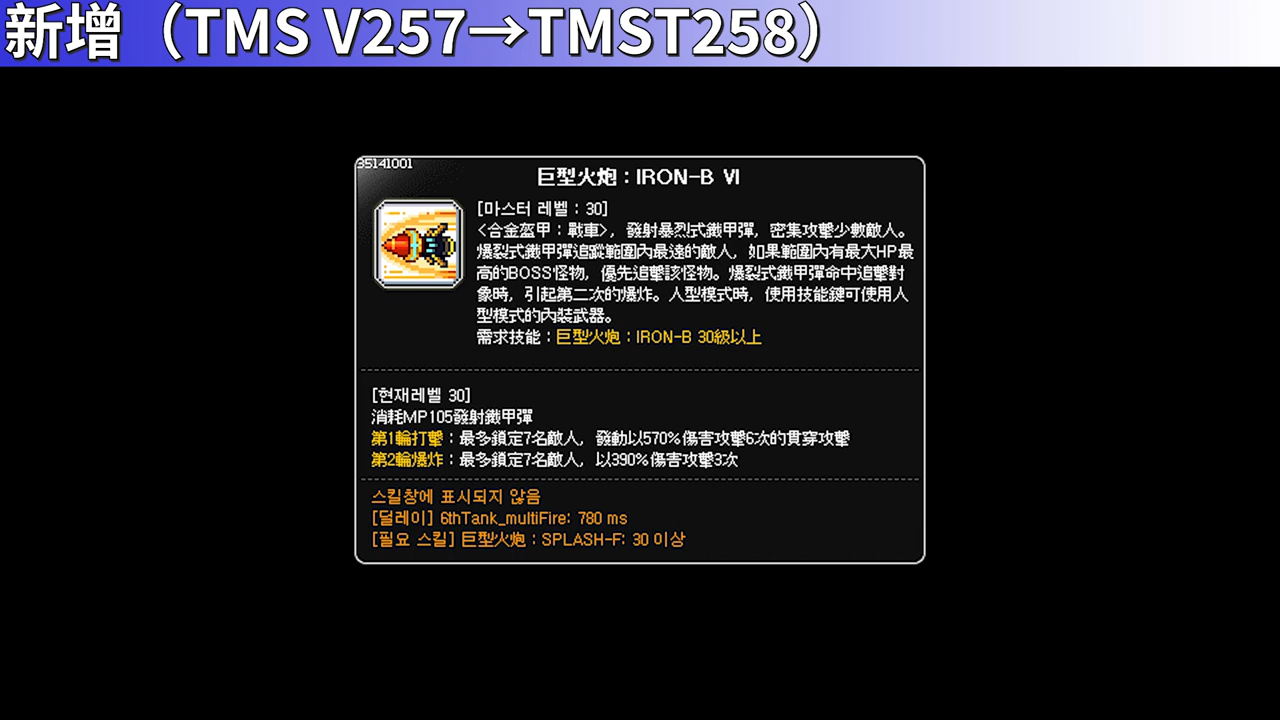 新增（TMS V257→TMST258）
35141001
巨型火炮：IRON-B VI
[마스터 레벨 : 30]
<合金盔甲：戰車>，發射暴烈式鐵甲彈，密集攻擊少數敵人。
爆裂式鐵甲彈追蹤範圍內最遠的敵人，如果範圍內有最大HP最
高的BOSS怪物，優先追擊該怪物。爆裂式鐵甲彈命中追擊對
象時，引起第二次的爆炸。人型模式時，使用技能鍵可使用人
型模式的內裝武器。
需求技能：巨型火炮：IRON-B 30級以上
[현재레벨 30]
消耗MP105發射鐵甲彈
第1輪打擊：最多鎖定7名敵人，發動以570%傷害攻擊6次的貫穿攻擊
第2輪爆炸：最多鎖定7名敵人，以390%傷害攻擊3次
스킬창에 표시되지 않음
[딜레이] 6thTank_multiFire: 780 ms
[필요 스킬] 巨型火炮：SPLASH-F: 30 이상